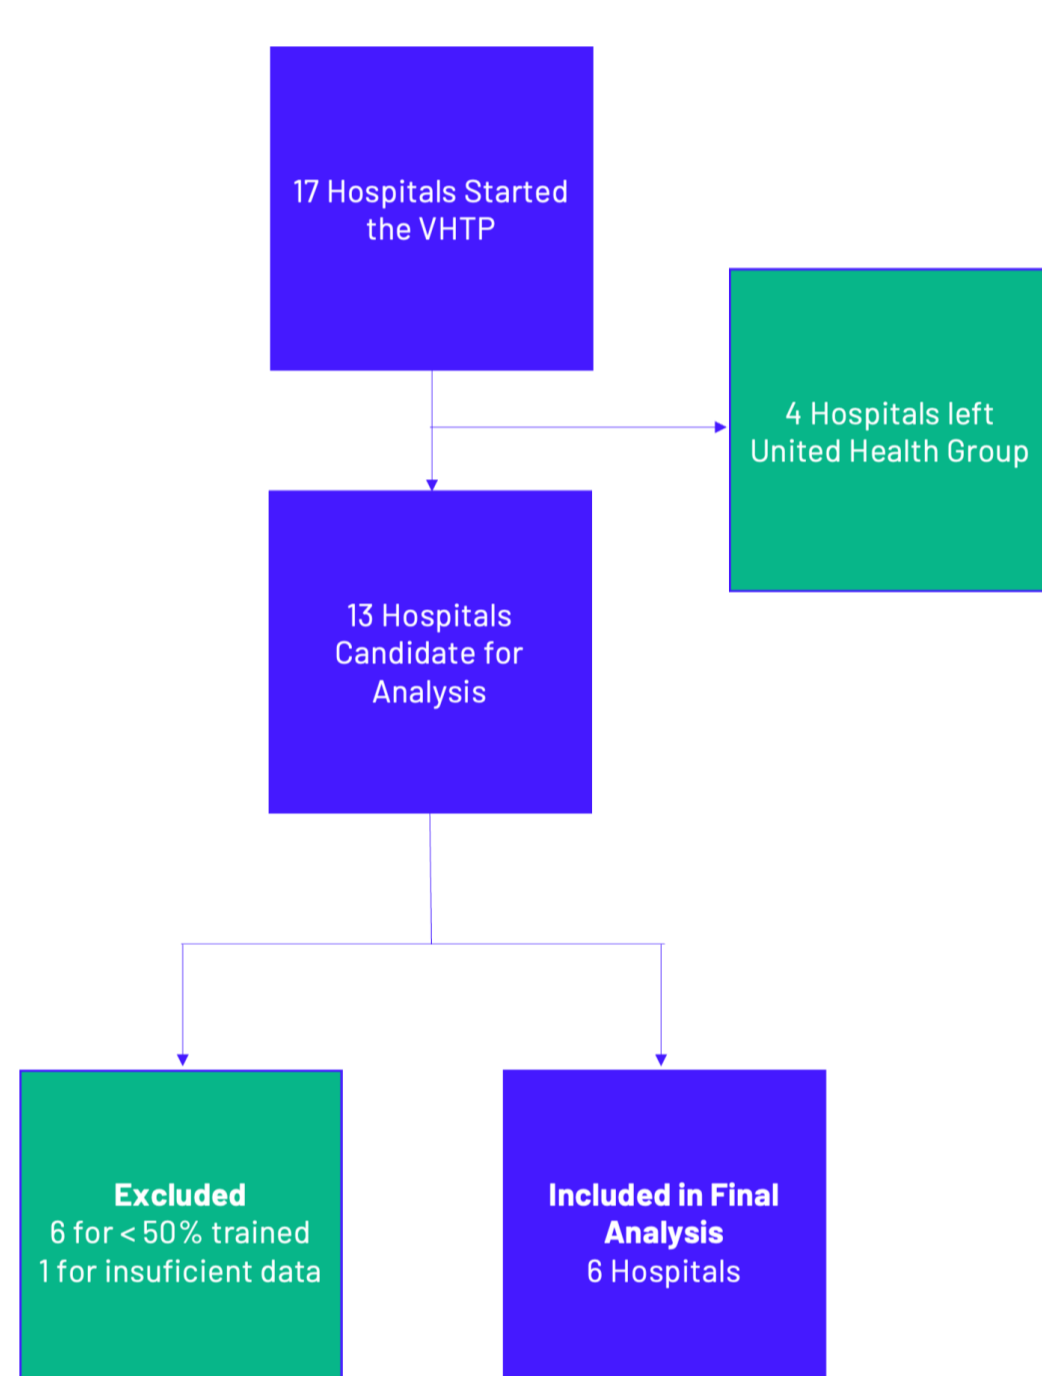 17 Hospitals Started
the VHTP
4 Hospitals left
United Health Group
13 Hospitals
Candidate for
Analysis
Excluded
6 for < 50% trained
1 for insuficient data
Included in Final
Analysis
6 Hospitals